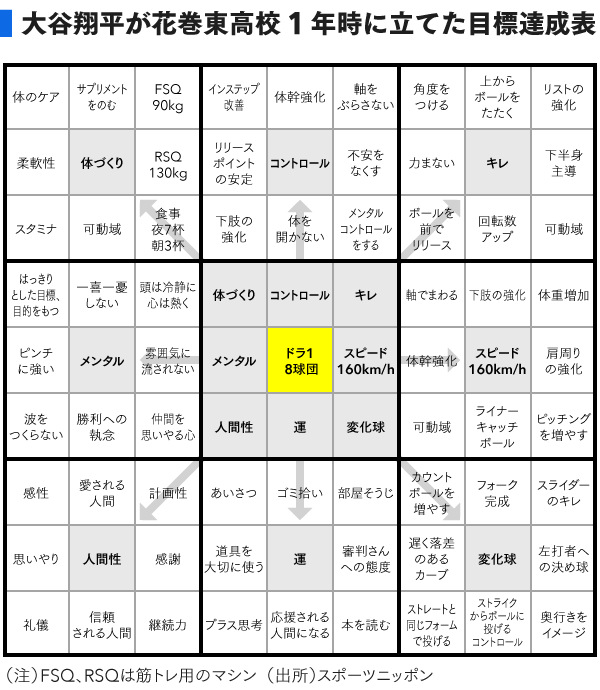 大谷翔平が花巻東高校1年時に立てた目標達成表
体のケア
サプリメント
をのむ
FSQ
90kg
インステップ
改善
体幹強化
軸を
ぶらさない
角度を
つける
上から
ボールを
たたく
リストの
強化
柔軟性
体づくり
RSQ
130kg
リリース
ポイント
の安定
コントロール
不安を
なくす
力まない
キレ
下半身
主導
スタミナ
可動域
食事
夜7杯
朝3杯
下肢の
強化
体を
開かない
メンタル
コントロール
をする
ボールを
前で
リリース
回転数
アップ
可動域
はっきり
とした目標、
目的をもつ
一喜一憂
しない
頭は冷静に
心は熱く
体づくり
コントロール
キレ
軸でまわる
下肢の強化
体重増加
ピンチ
に強い
メンタル
雰囲気に
流されない
メンタル
ドラ1
8球団
スピード
160km/h
体幹強化
スピード
160km/h
肩周り
の強化
波を
つくらない
勝利への
執念
仲間を
思いやる心
人間性
運
変化球
可動域
ライナー
キャッチ
ボール
ピッチング
を増やす
感性
愛される
人間
計画性
あいさつ
ゴミ拾い
部屋そうじ
カウント
ボールを
増やす
フォーク
完成
スライダー
のキレ
思いやり
人間性
感謝
道具を
大切に使う
運
審判さん
への態度
遅く落差
のある
カーブ
変化球
左打者へ
の決め球
礼儀
信頼
される人間
継続力
プラス思考
応援される
人間になる
本を読む
ストレートと
同じフォーム
で投げる
ストライク
からボールに
投げる
コントロール
奥行きを
イメージ
(注)FSQ、RSQは筋トレ用のマシン (出所)スポーツニッポン